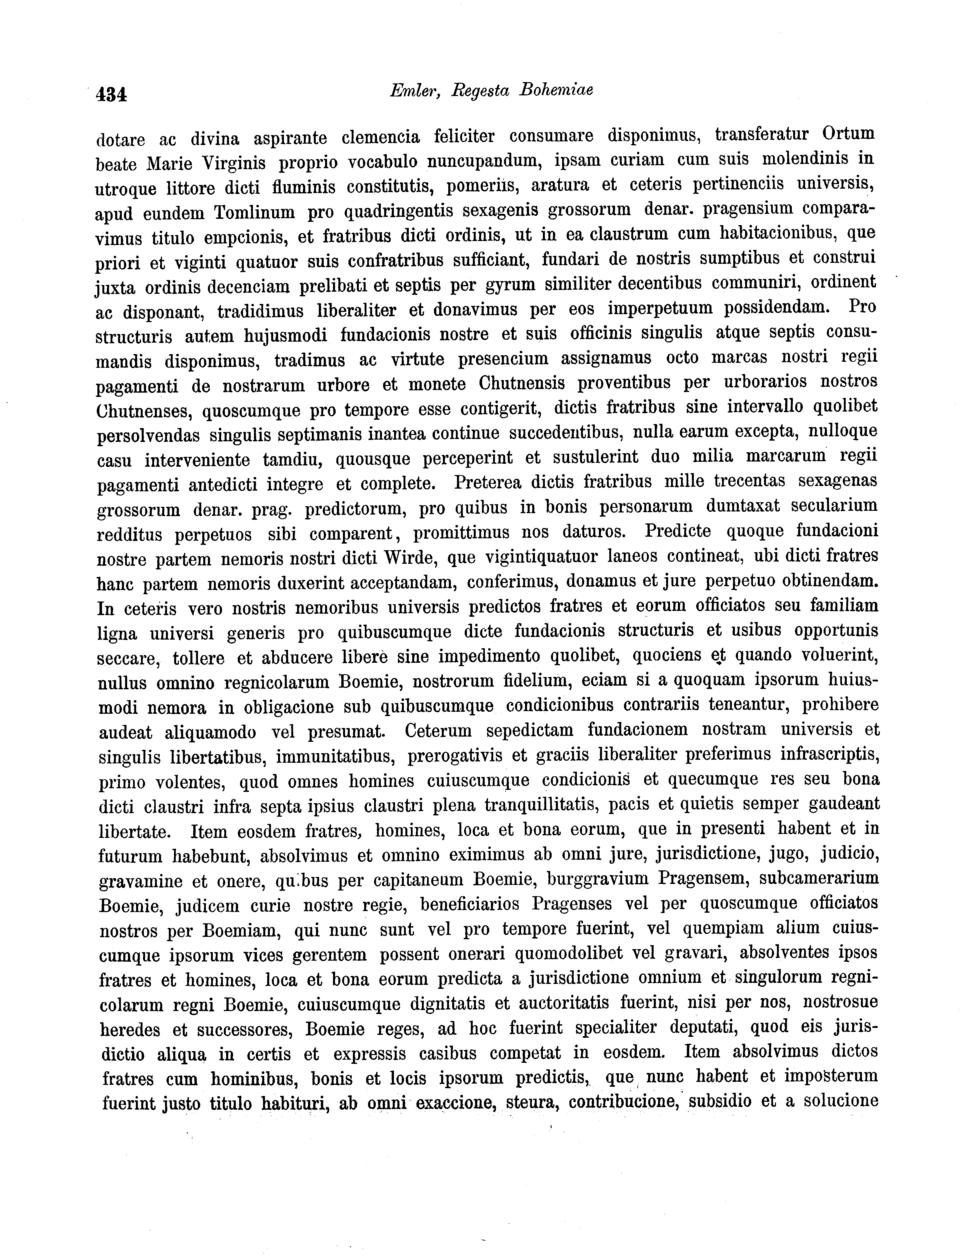 434
Emler, Regesta Bohemiae
dotare ac divina aspirante clemencia feliciter consumare disponimus, transferatur Ortum
beate Marie Virginis proprio vocabulo nuncupandum, ipsam curiam cum suis molendinis in
utroque littore dicti fluminis constitutis, pomeriis, aratura et ceteris pertinenciis universis,
apud eundem Tomlinum pro quadringentis sexagenis grossorum denar. pragensium compara-
vimus titulo empcionis, et fratribus dicti ordinis, ut in ea claustrum cum habitacionibus, que
priori et viginti quatuor suis confratribus sufficiant, fundari de nostris sumptibus et construi
juxta ordinis decenciam prelibati et septis per gyrum similiter decentibus communiri, ordinent
ac disponant, tradidimus liberaliter et donavimus per eos imperpetuum possidendam. Pro
structuris autem hujusmodi fundacionis nostre et suis officinis singulis atque septis consu-
mandis disponimus, tradimus ac virtute presencium assignamus octo marcas nostri regii
pagamenti de nostrarum urbore et monete Chutnensis proventibus per urborarios nostros
Chutnenses, quoscumque pro tempore esse contigerit, dictis fratribus sine intervallo quolibet
persolvendas singulis septimanis inantea continue succedentibus, nulla earum excepta, nulloque
casu interveniente tamdiu, quousque perceperint et sustulerint duo milia marcarum regii
pagamenti antedicti integre et complete. Preterea dictis fratribus mille trecentas sexagenas
grossorum denar. prag. predictorum, pro quibus in bonis personarum dumtaxat secularium
redditus perpetuos sibi comparent, promittimus nos daturos. Predicte quoque fundacioni
nostre partem nemoris nostri dicti Wirde, que vigintiquatuor laneos contineat, ubi dicti fratres
hanc partem nemoris duxerint acceptandam, conferimus, donamus et jure perpetuo obtinendam.
In ceteris vero nostris nemoribus universis predictos fratres et eorum officiatos seu familiam
ligna universi generis pro quibuscumque dicte fundacionis structuris et usibus opportunis
seccare, tollere et abducere libere sine impedimento quolibet, quociens et quando voluerint,
nullus omnino regnicolarum Boemie, nostrorum fidelium, eciam si a quoquam ipsorum huius-
modi nemora in obligacione sub quibuscumque condicionibus contrariis teneantur, prohibere
audeat aliquamodo vel presumat. Ceterum sepedictam fundacionem nostram universis et
singulis libertatibus, immunitatibus, prerogativis et graciis liberaliter preferimus infrascriptis,
primo volentes, quod omnes homines cuiuscumque condicionis et quecumque res seu bona
dicti claustri infra septa ipsius claustri plena tranquillitatis, pacis et quietis semper gaudeant
libertate. Item eosdem fratres, homines, loca et bona eorum, que in presenti habent et in
futurum habebunt, absolvimus et omnino eximimus ab omni jure, jurisdictione, jugo, judicio,
gravamine et onere, quibus per capitaneum Boemie, burggravium Pragensem, subcamerarium
Boemie, judicem curie nostre regie, beneficiarios Pragenses vel per quoscumque officiatos
nostros per Boemiam, qui nunc sunt vel pro tempore fuerint, vel quempiam alium cuius-
cumque ipsorum vices gerentem possent onerari quomodolibet vel gravari, absolventes ipsos
fratres et homines, loca et bona eorum predicta a jurisdictione omnium et singulorum regni-
colarum regni Boemie, cuiuscumque dignitatis et auctoritatis fuerint, nisi per nos, nostrosue
heredes et successores, Boemie reges, ad hoc fuerint specialiter deputati, quod eis juris-
dictio aliqua in certis et expressis casibus competat in eosdem. Item absolvimus dictos
fratres cum hominibus, bonis et locis ipsorum predictis, que nunc habent et imposterum
fuerint justo titulo habituri, ab omni exaccione, steura, contribucione, subsidio et a solucione